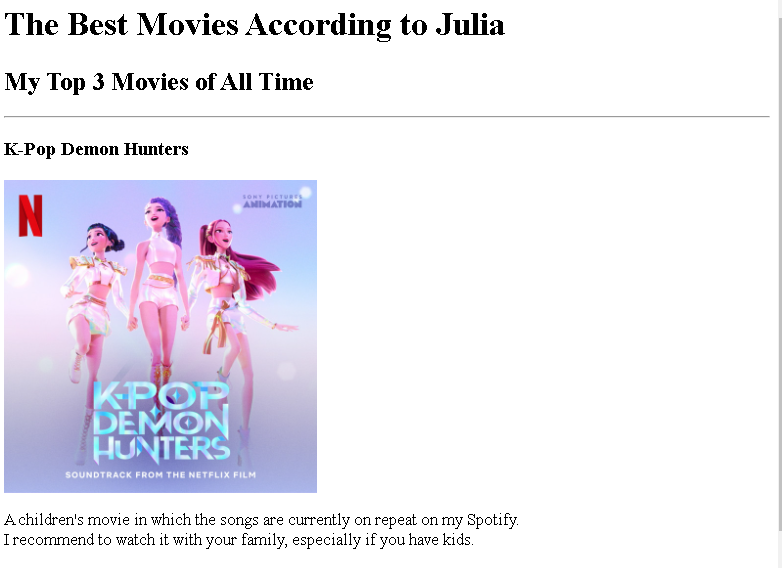 The Best Movies According to Julia
My Top 3 Movies of All Time
K-Pop Demon Hunters
N
SONY PICTURES
ANIMATION
K-POP
DEMON
HUNTERS
SOUNDTRACK FROM THE NETFLIX FILM
A children's movie in which the songs are currently on repeat on my Spotify.
I recommend to watch it with your family, especially if you have kids.